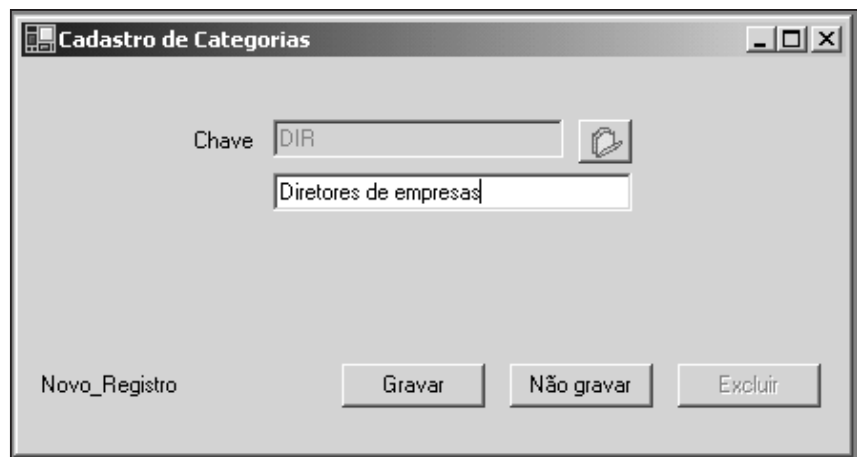 Cadastro de Categorias
Chave DIR
Diretores de empresas
Novo_Registro Gravar Não gravar Excluir